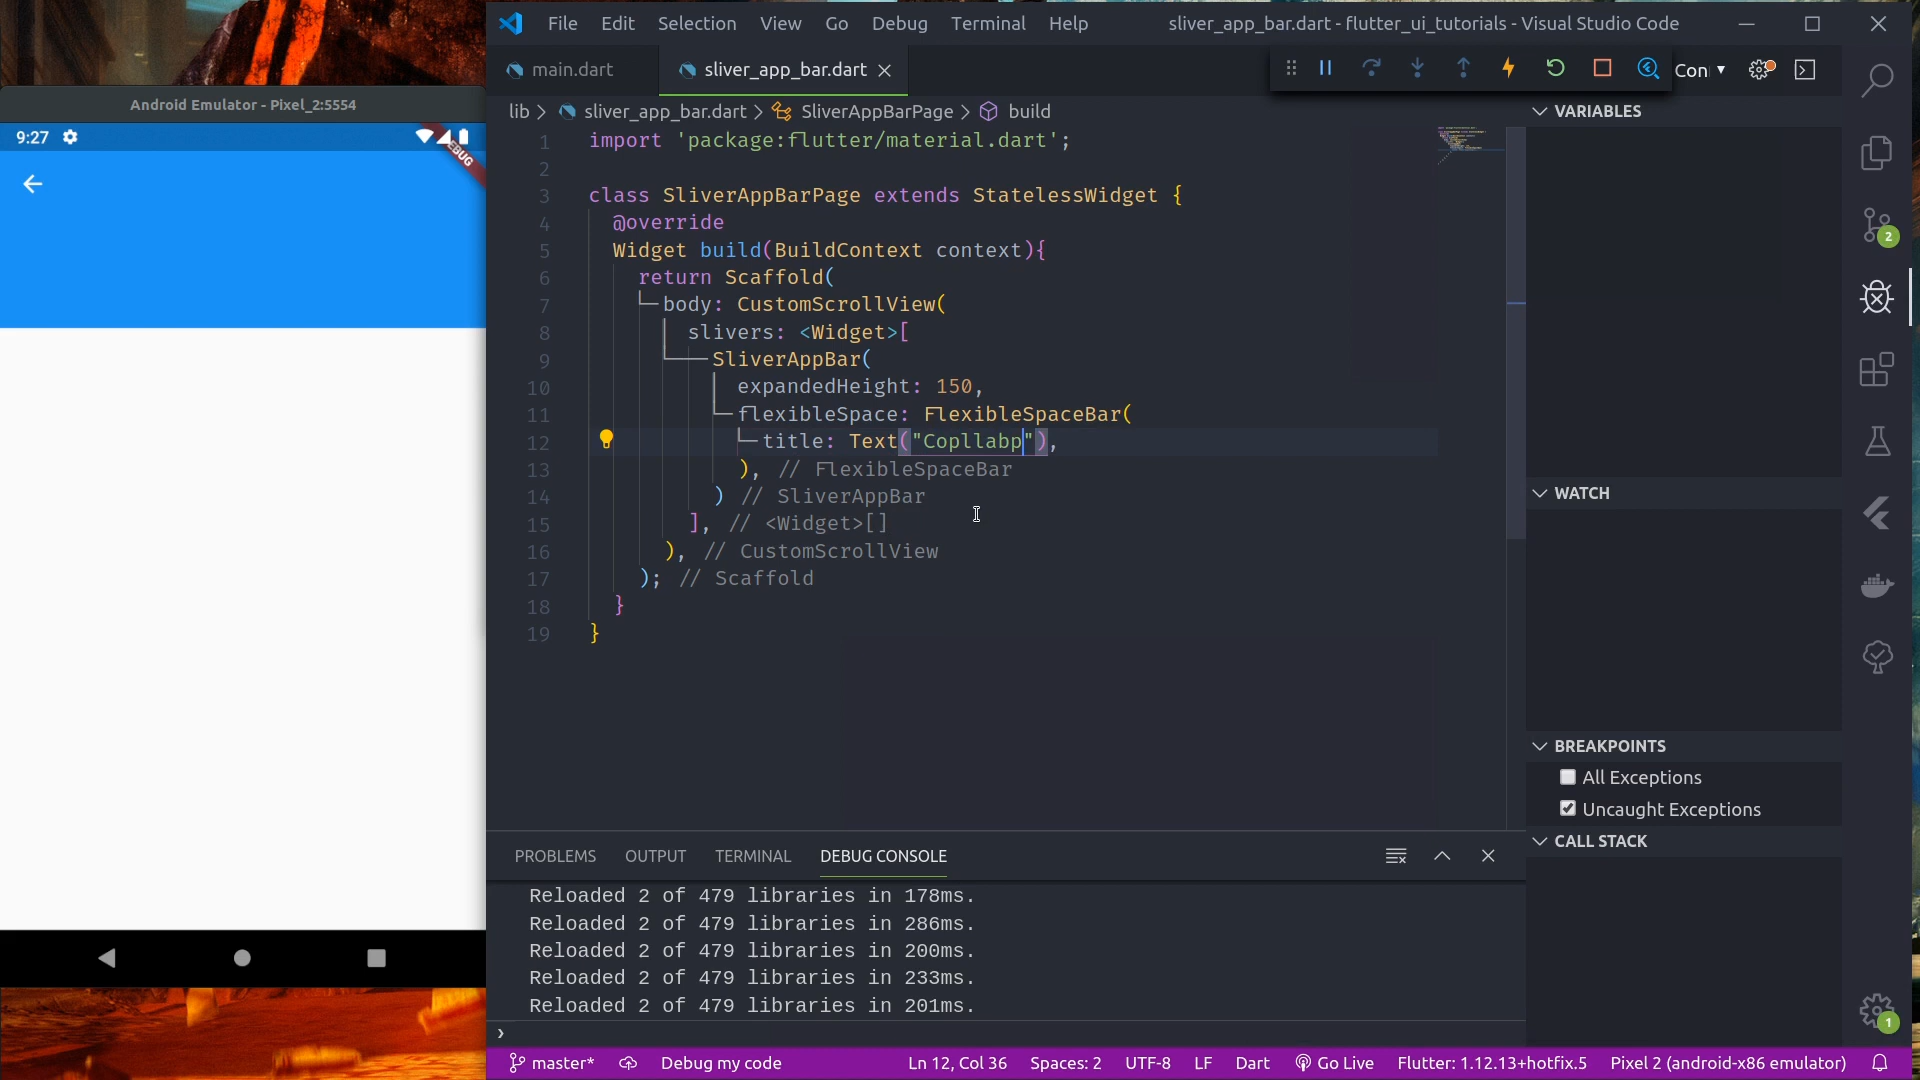 File Edit Selection View Go Debug Terminal Help sliver_app_bar.dart - flutter_ui_tutorials - Visual Studio Code
main.dart sliver_app_bar.dart Con
Android Emulator - Pixel_2:5554
9:27
lib > sliver_app_bar.dart > SliverAppBarPage > build
1 import 'package:flutter/material.dart';
2
3 class SliverAppBarPage extends StatelessWidget {
4 @override
5 Widget build(BuildContext context){
6 return Scaffold(
7 body: CustomScrollView(
8 slivers: <Widget>[
9 SliverAppBar(
10 expandedHeight: 150,
11 flexibleSpace: FlexibleSpaceBar(
12 title: Text("Copllabp"),
13 ), // FlexibleSpaceBar
14 ) // SliverAppBar
15 ], // <Widget>[]
16 ), // CustomScrollView
17 ); // Scaffold
18 }
19 }
VARIABLES
WATCH
BREAKPOINTS
All Exceptions
Uncaught Exceptions
CALL STACK
2
1
PROBLEMS OUTPUT TERMINAL DEBUG CONSOLE
Reloaded 2 of 479 libraries in 178ms.
Reloaded 2 of 479 libraries in 286ms.
Reloaded 2 of 479 libraries in 200ms.
Reloaded 2 of 479 libraries in 233ms.
Reloaded 2 of 479 libraries in 201ms.
master* Debug my code Ln 12, Col 36 Spaces: 2 UTF-8 LF Dart Go Live Flutter: 1.12.13+hotfix.5 Pixel 2 (android-x86 emulator)